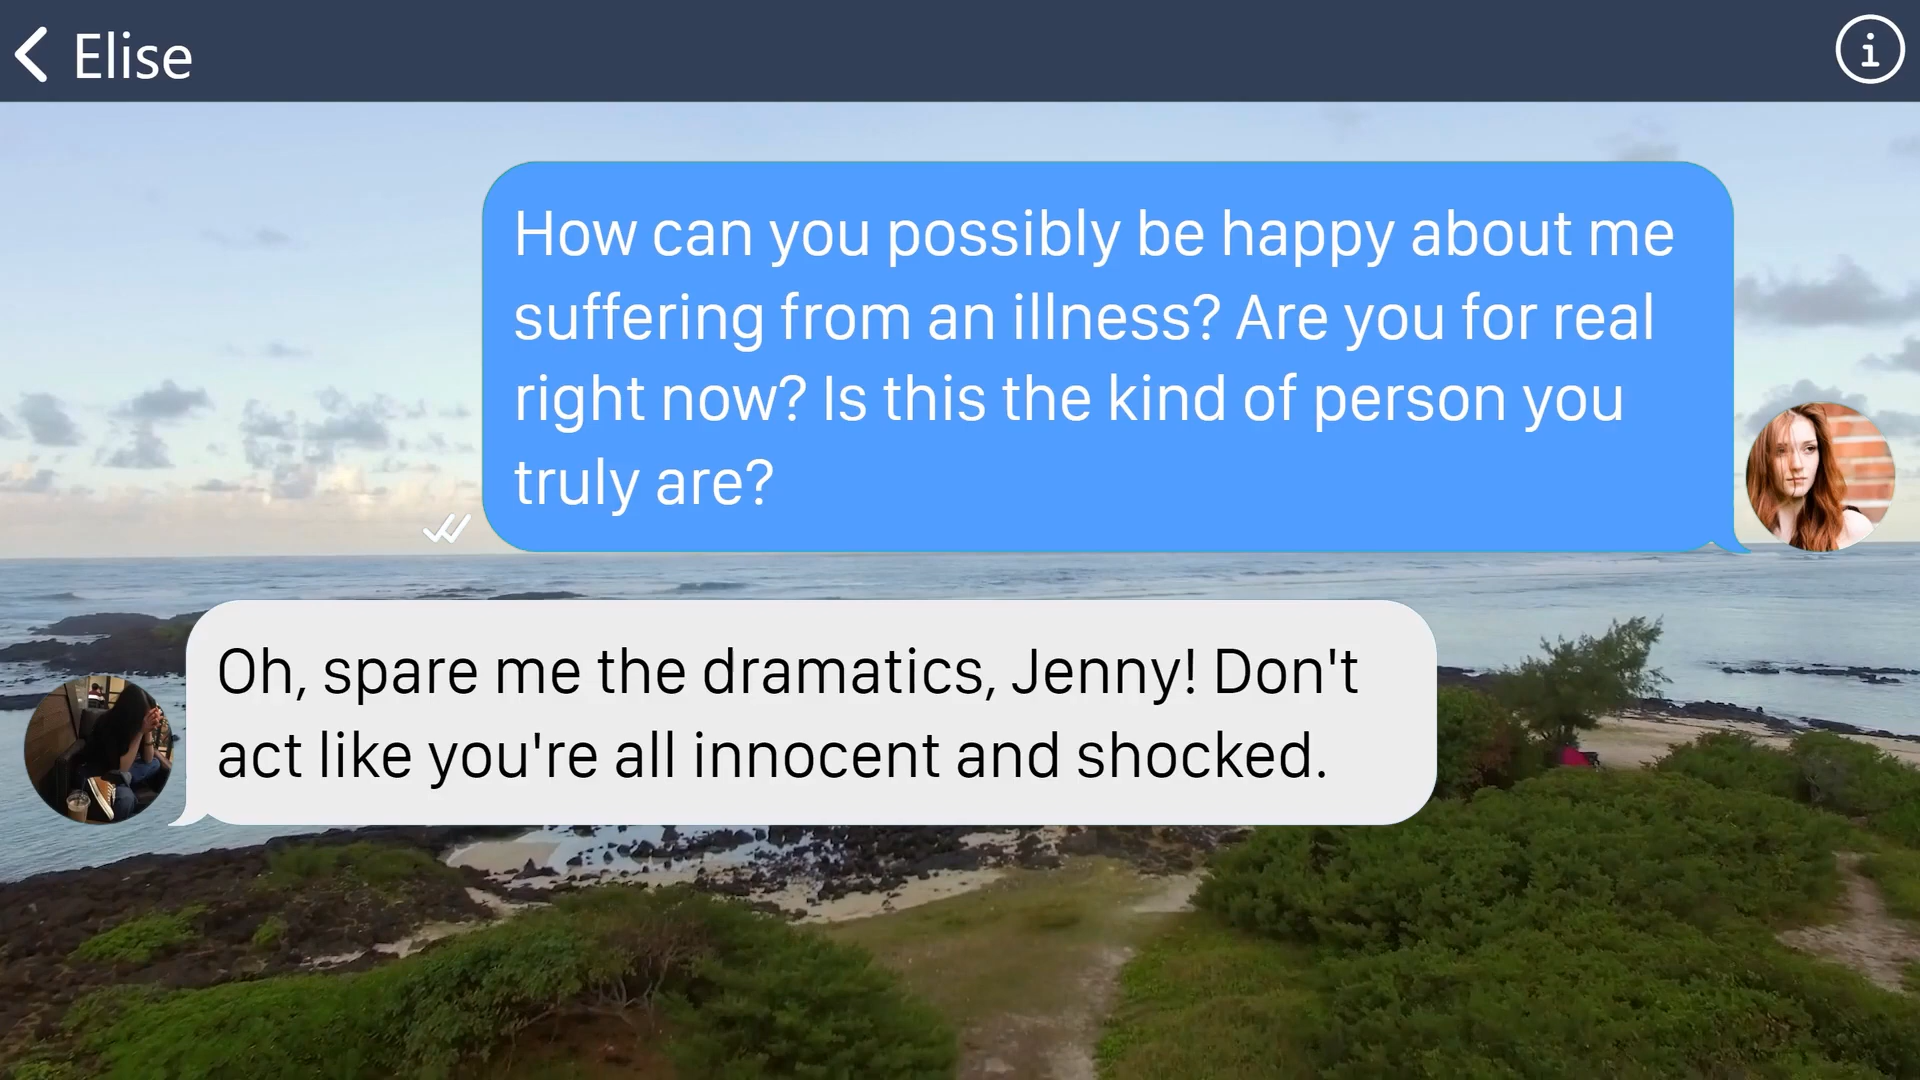 Elise
How can you possibly be happy about me
suffering from an illness? Are you for real
right now? Is this the kind of person you
truly are?
Oh, spare me the dramatics, Jenny! Don't
act like you're all innocent and shocked.